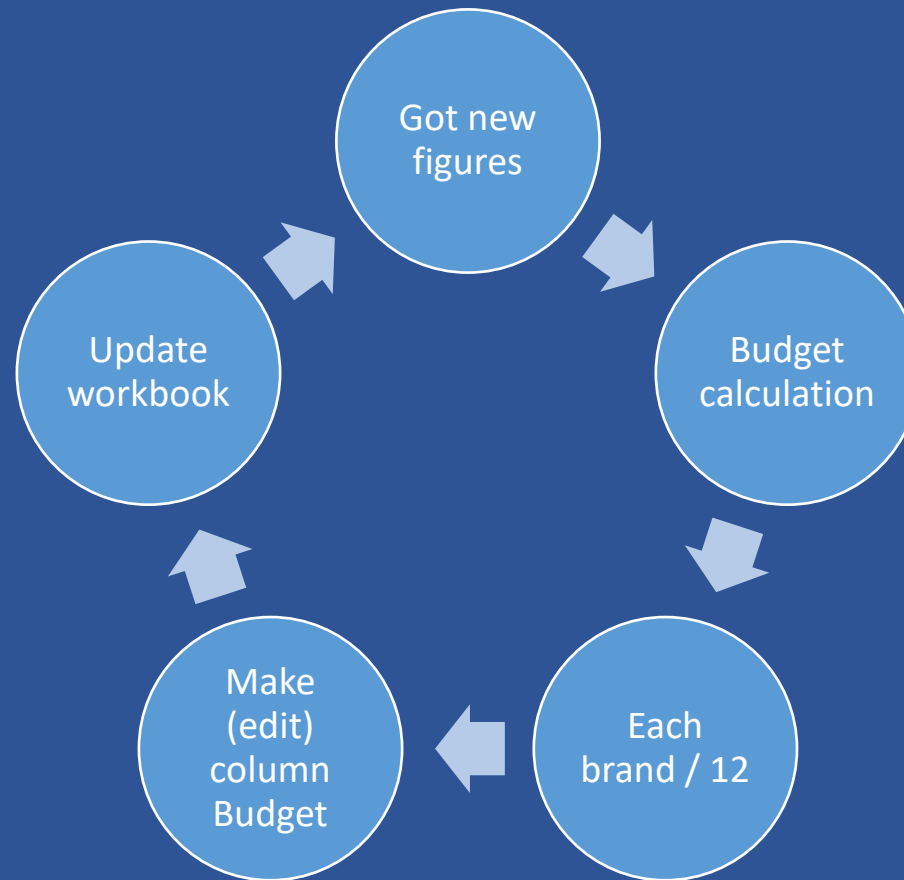 Got new
figures
Budget
calculation
Each
brand / 12
Make
(edit)
column
Budget
Update
workbook